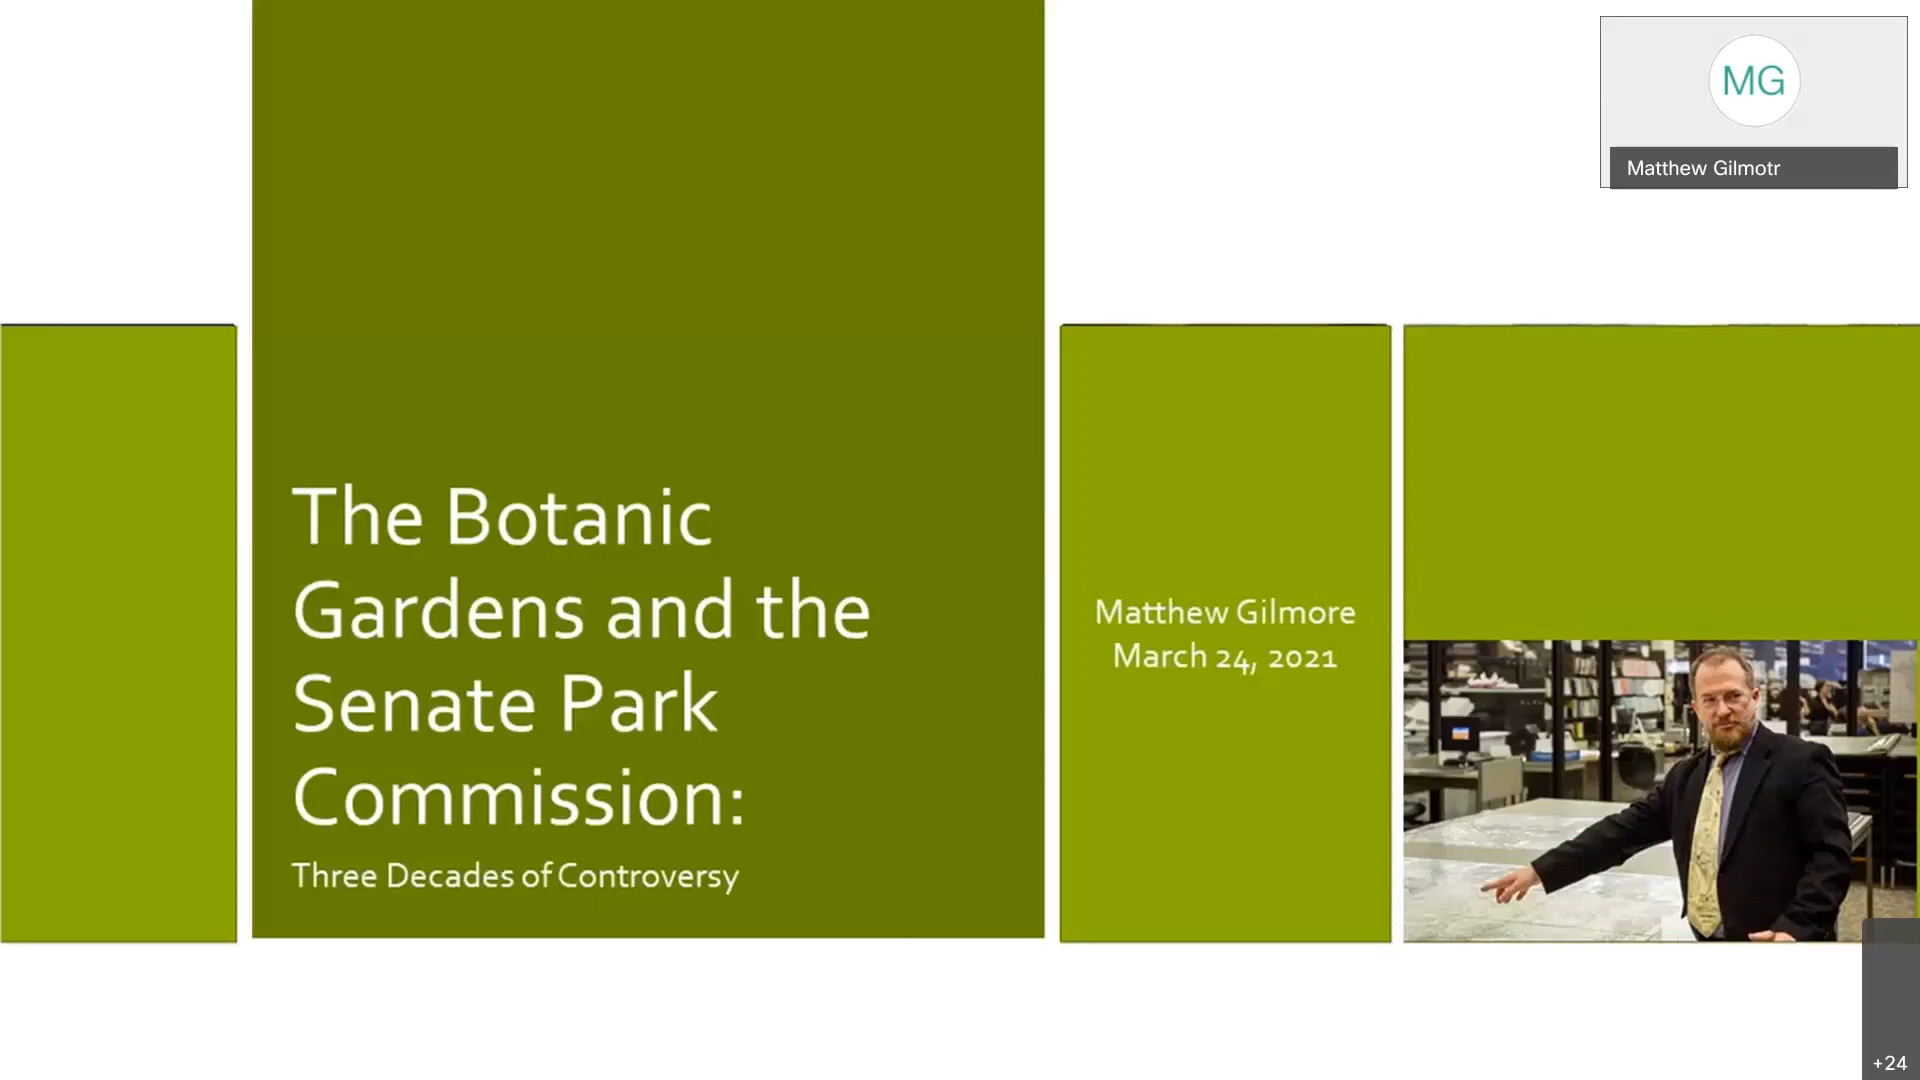 MG
Matthew Gilmotr
The Botanic
Gardens and the
Senate Park
Commission:
Three Decades of Controversy
Matthew Gilmore
March 24, 2021
+24